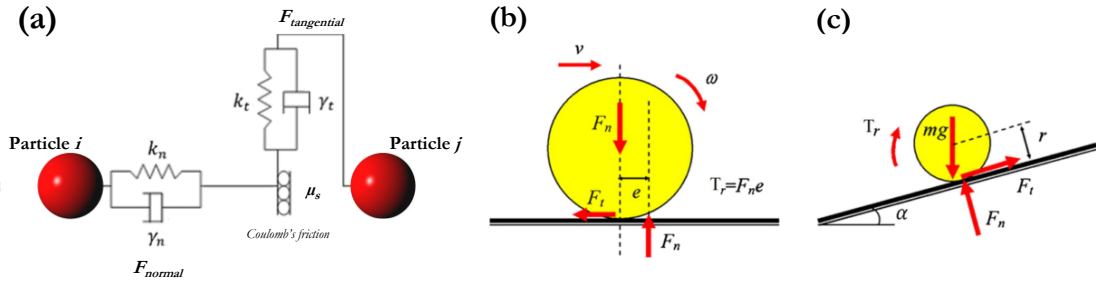 (a)
F_tangential
k_t
γ_t
Particle i
Particle j
k_n
μ_s
γ_n
Coulomb's friction
F_normal
(b)
v
ω
F_n
e
T_r=F_n e
F_t
F_n
(c)
T_r
mg
r
F_t
α
F_n